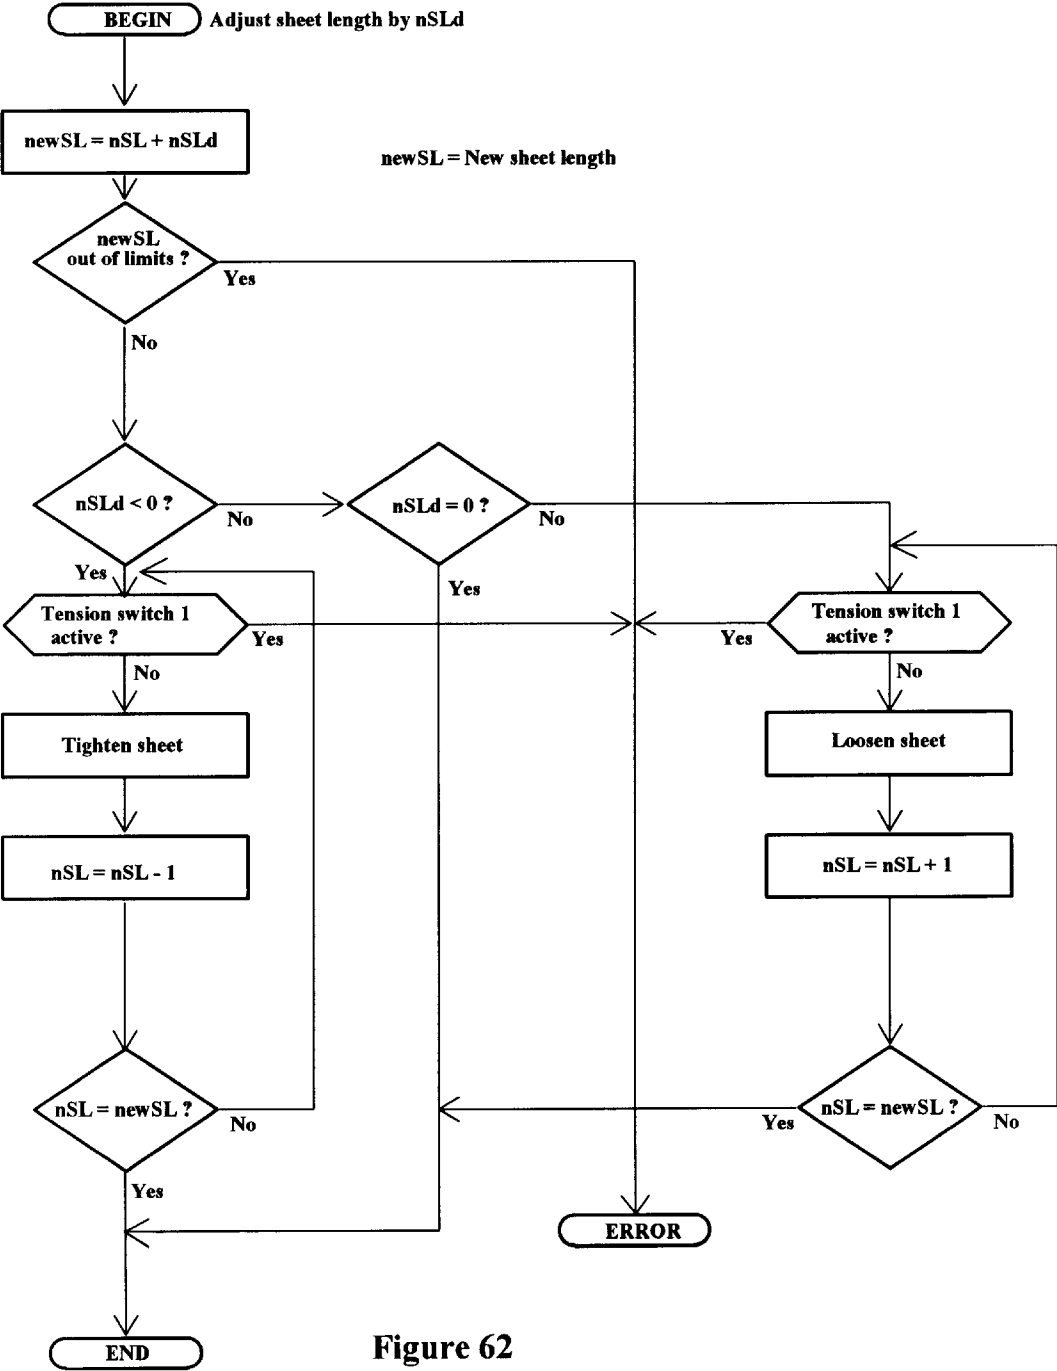 BEGIN
Adjust sheet length by nSLd
newSL = nSL + nSLd
newSL = New sheet length
newSL
out of limits ?
Yes
No
nSLd < 0 ?
No
nSLd = 0 ?
No
Yes
Yes
Tension switch 1
active ?
Yes
Yes
Tension switch 1
active ?
No
No
Tighten sheet
Loosen sheet
nSL = nSL - 1
nSL = nSL + 1
nSL = newSL ?
No
Yes
nSL = newSL ?
No
Yes
ERROR
END
Figure 62